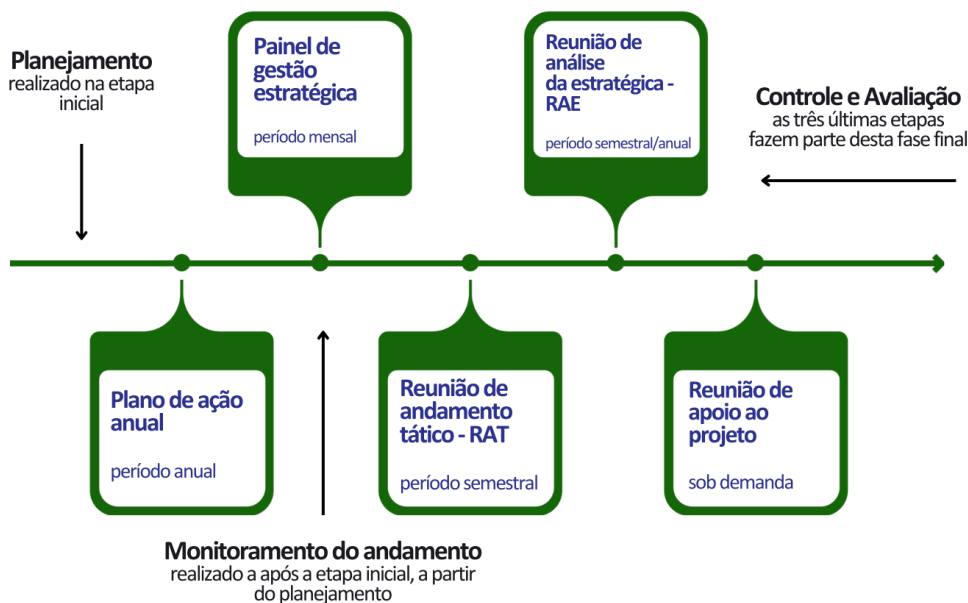 Planejamento
realizado na etapa
inicial
Painel de
gestão
estratégica
período mensal
Reunião de
análise
da estratégica -
RAE
período semestral/anual
Controle e Avaliação
as três últimas etapas
fazem parte desta fase final
Plano de ação
anual
período anual
Reunião de
andamento
tático - RAT
período semestral
Reunião de
apoio ao
projeto
sob demanda
Monitoramento do andamento
realizado a após a etapa inicial, a partir
do planejamento